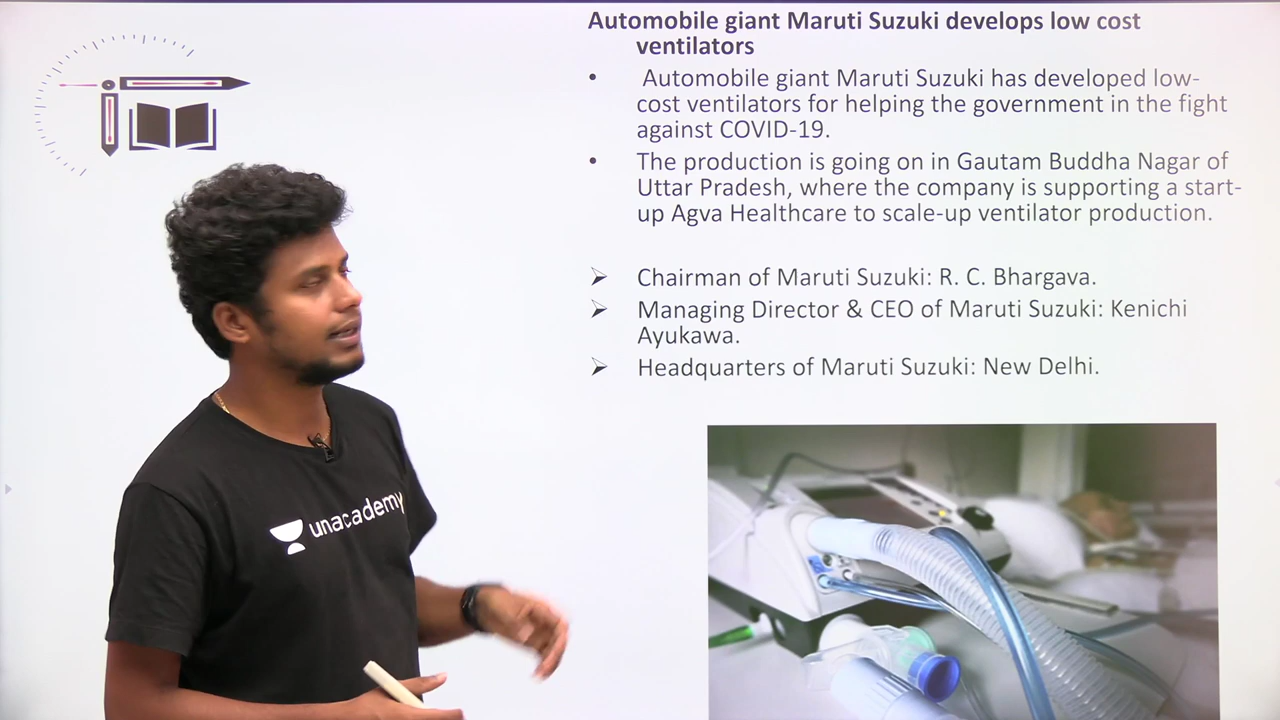 Automobile giant Maruti Suzuki develops low cost
ventilators
• Automobile giant Maruti Suzuki has developed low-
cost ventilators for helping the government in the fight
against COVID-19.
• The production is going on in Gautam Buddha Nagar of
Uttar Pradesh, where the company is supporting a start-
up Agva Healthcare to scale-up ventilator production.
➢ Chairman of Maruti Suzuki: R. C. Bhargava.
➢ Managing Director & CEO of Maruti Suzuki: Kenichi
Ayukawa.
➢ Headquarters of Maruti Suzuki: New Delhi.
unacademy